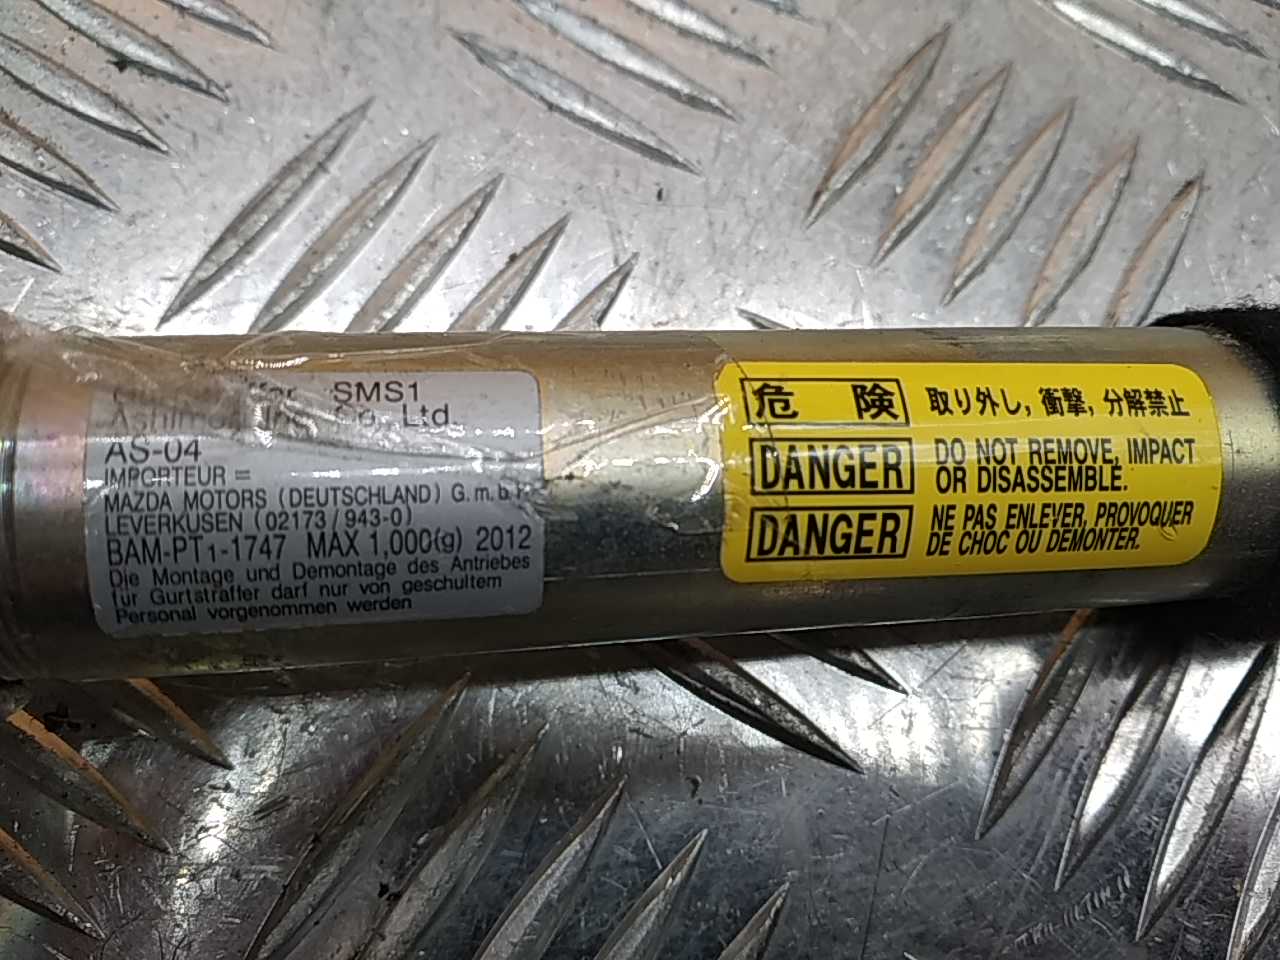 SMS1
Co., Ltd.
AS-04
IMPORTEUR =
MAZDA MOTORS (DEUTSCHLAND) G.m.b.H
LEVERKUSEN (02173/943-0)
BAM-PT1-1747 MAX 1,000(g) 2012
Die Montage und Demontage des Antriebes
für Gurtstraffer darf nur von geschultem
Personal vorgenommen werden
危 険 取り外し, 衝撃, 分解禁止
DANGER DO NOT REMOVE, IMPACT
OR DISASSEMBLE.
DANGER NE PAS ENLEVER, PROVOQUER
DE CHOC OU DEMONTER.